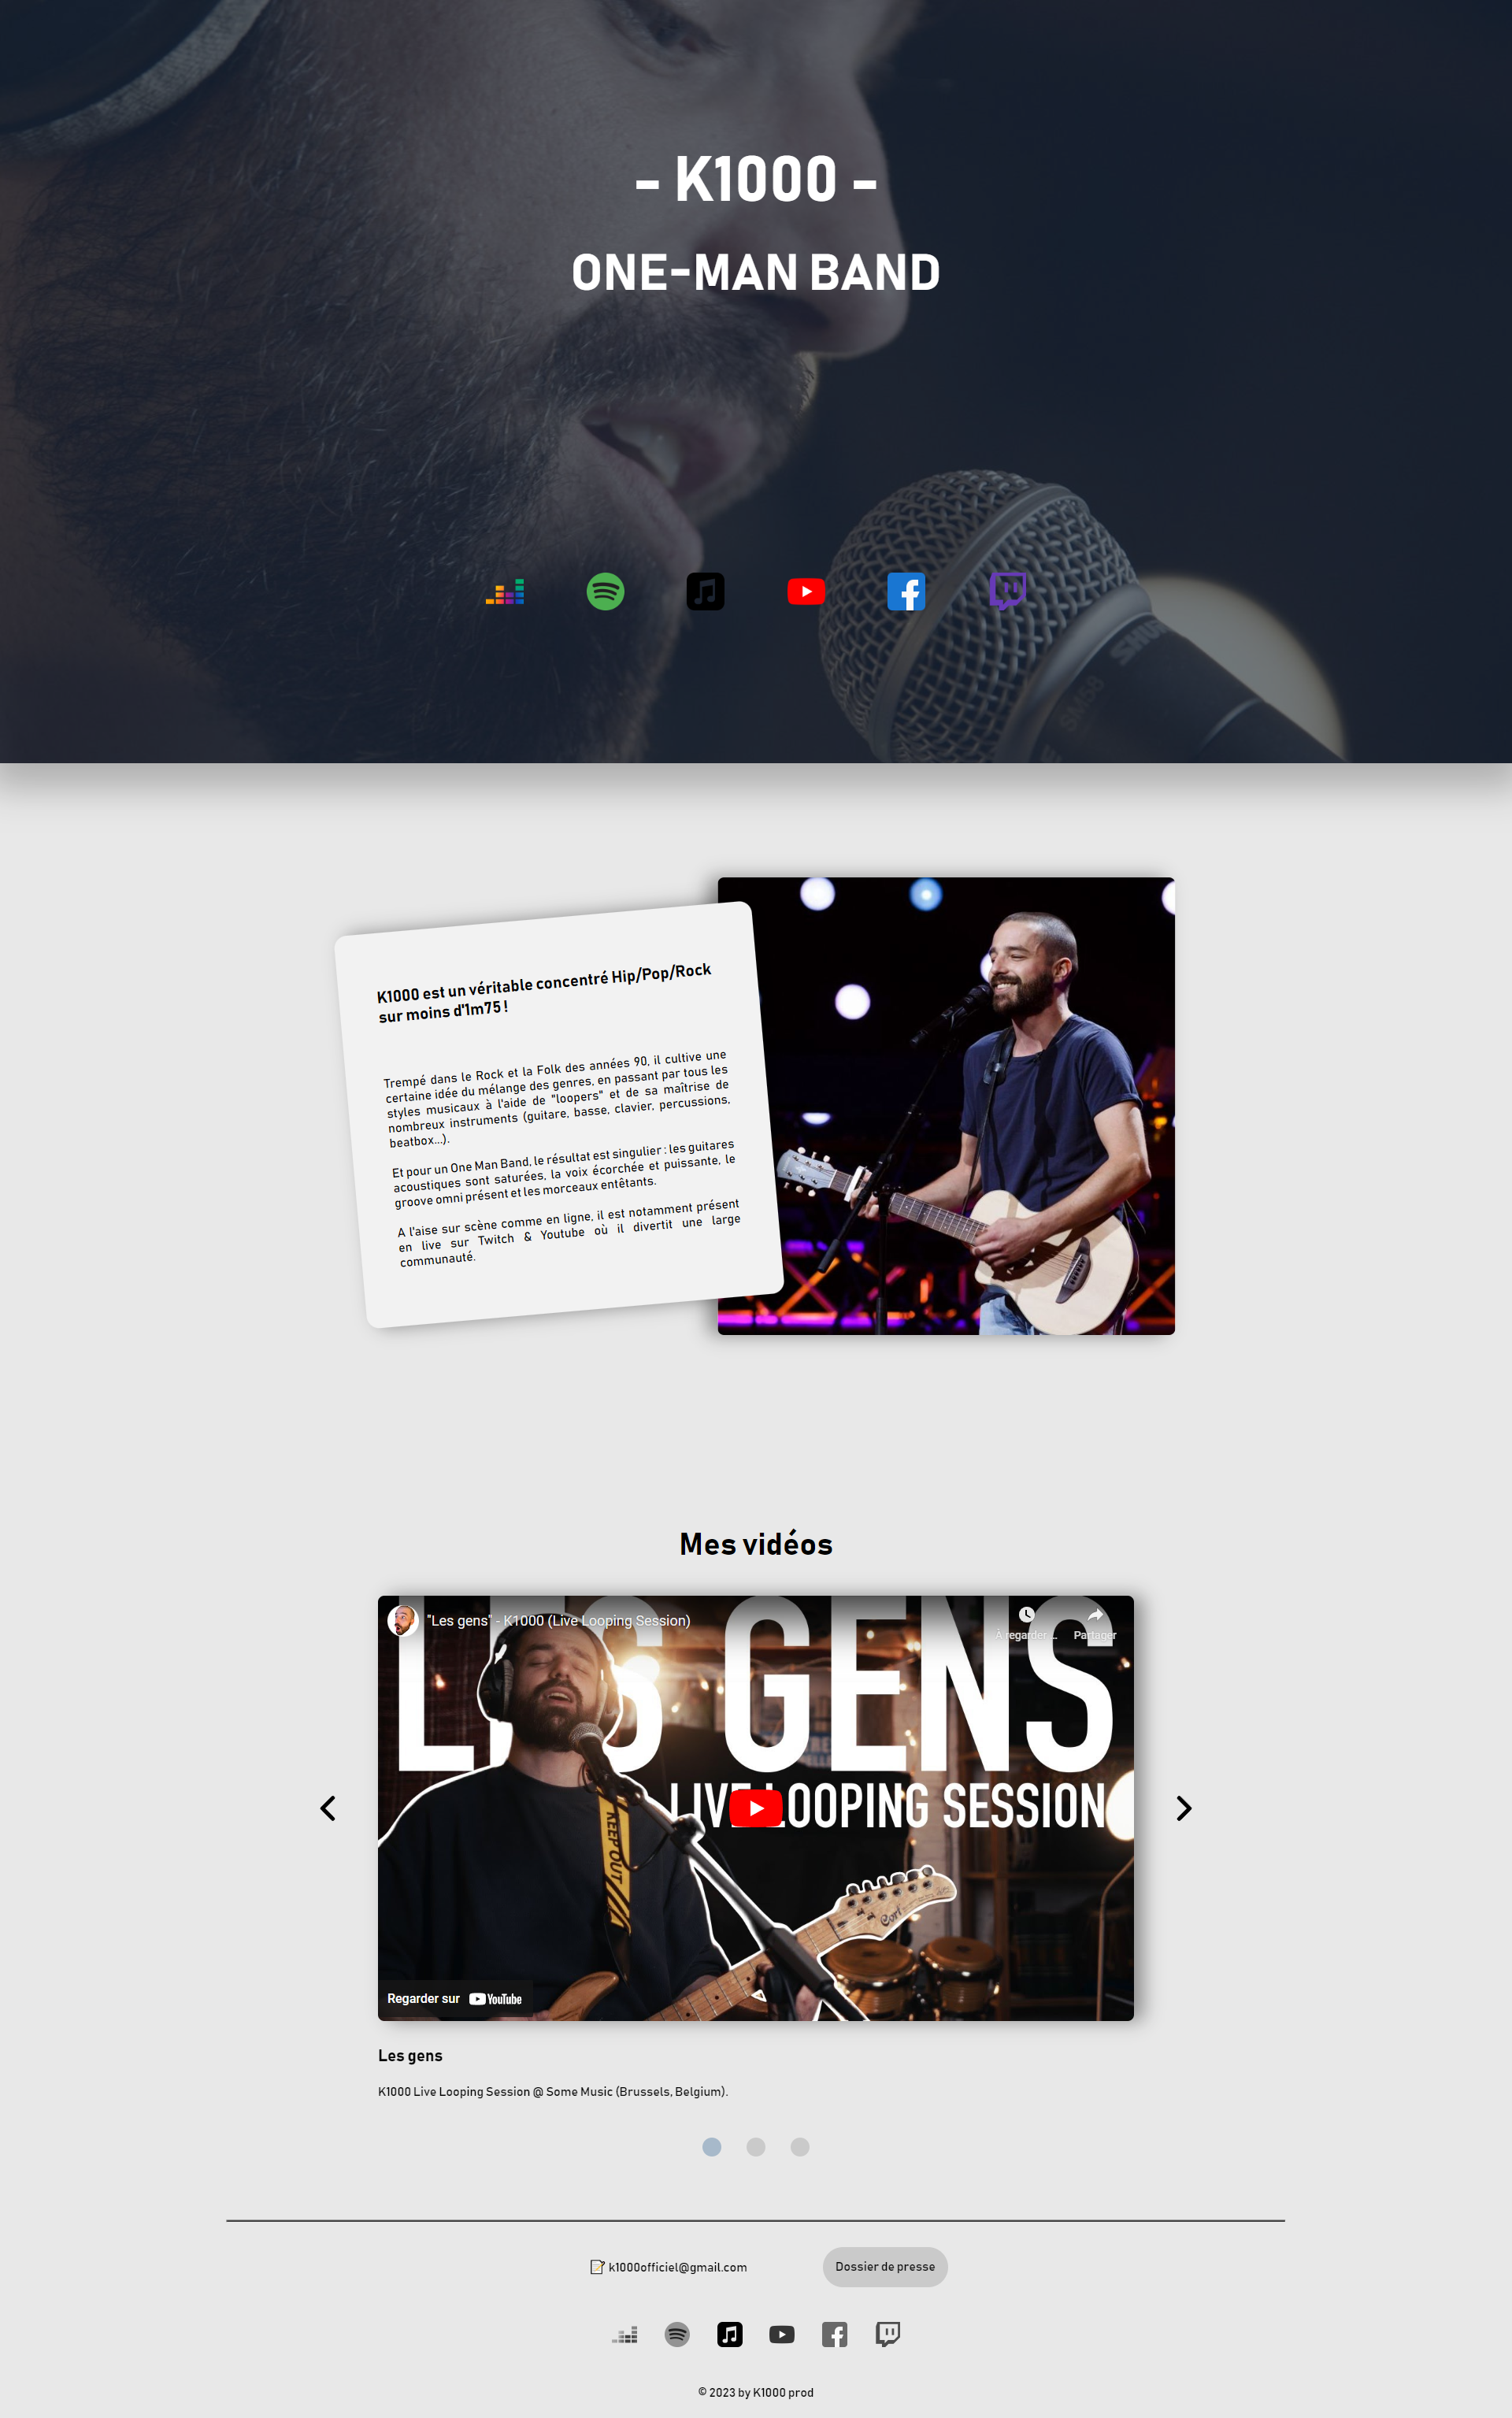 - K1000 -
ONE-MAN BAND
SHURE
SM58
K1000 est un véritable concentré Hip/Pop/Rock
sur moins d'1m75 !
Trempé dans le Rock et la Folk des années 90, il cultive une
certaine idée du mélange des genres, en passant par tous les
styles musicaux à l'aide de "loopers" et de sa maîtrise de
nombreux instruments (guitare, basse, clavier, percussions,
beatbox...).
Et pour un One Man Band, le résultat est singulier : les guitares
acoustiques sont saturées, la voix écorchée et puissante, le
groove omni présent et les morceaux entêtants.
A l'aise sur scène comme en ligne, il est notamment présent
en live sur Twitch & Youtube où il divertit une large
communauté.
Mes vidéos
"Les gens" - K1000 (Live Looping Session)
À regarder ...
Partager
LES GENS
LIVE LOOPING SESSION
KEEP OUT
Cort
Regarder sur YouTube
Les gens
K1000 Live Looping Session @ Some Music (Brussels, Belgium).
k1000officiel@gmail.com
Dossier de presse
© 2023 by K1000 prod